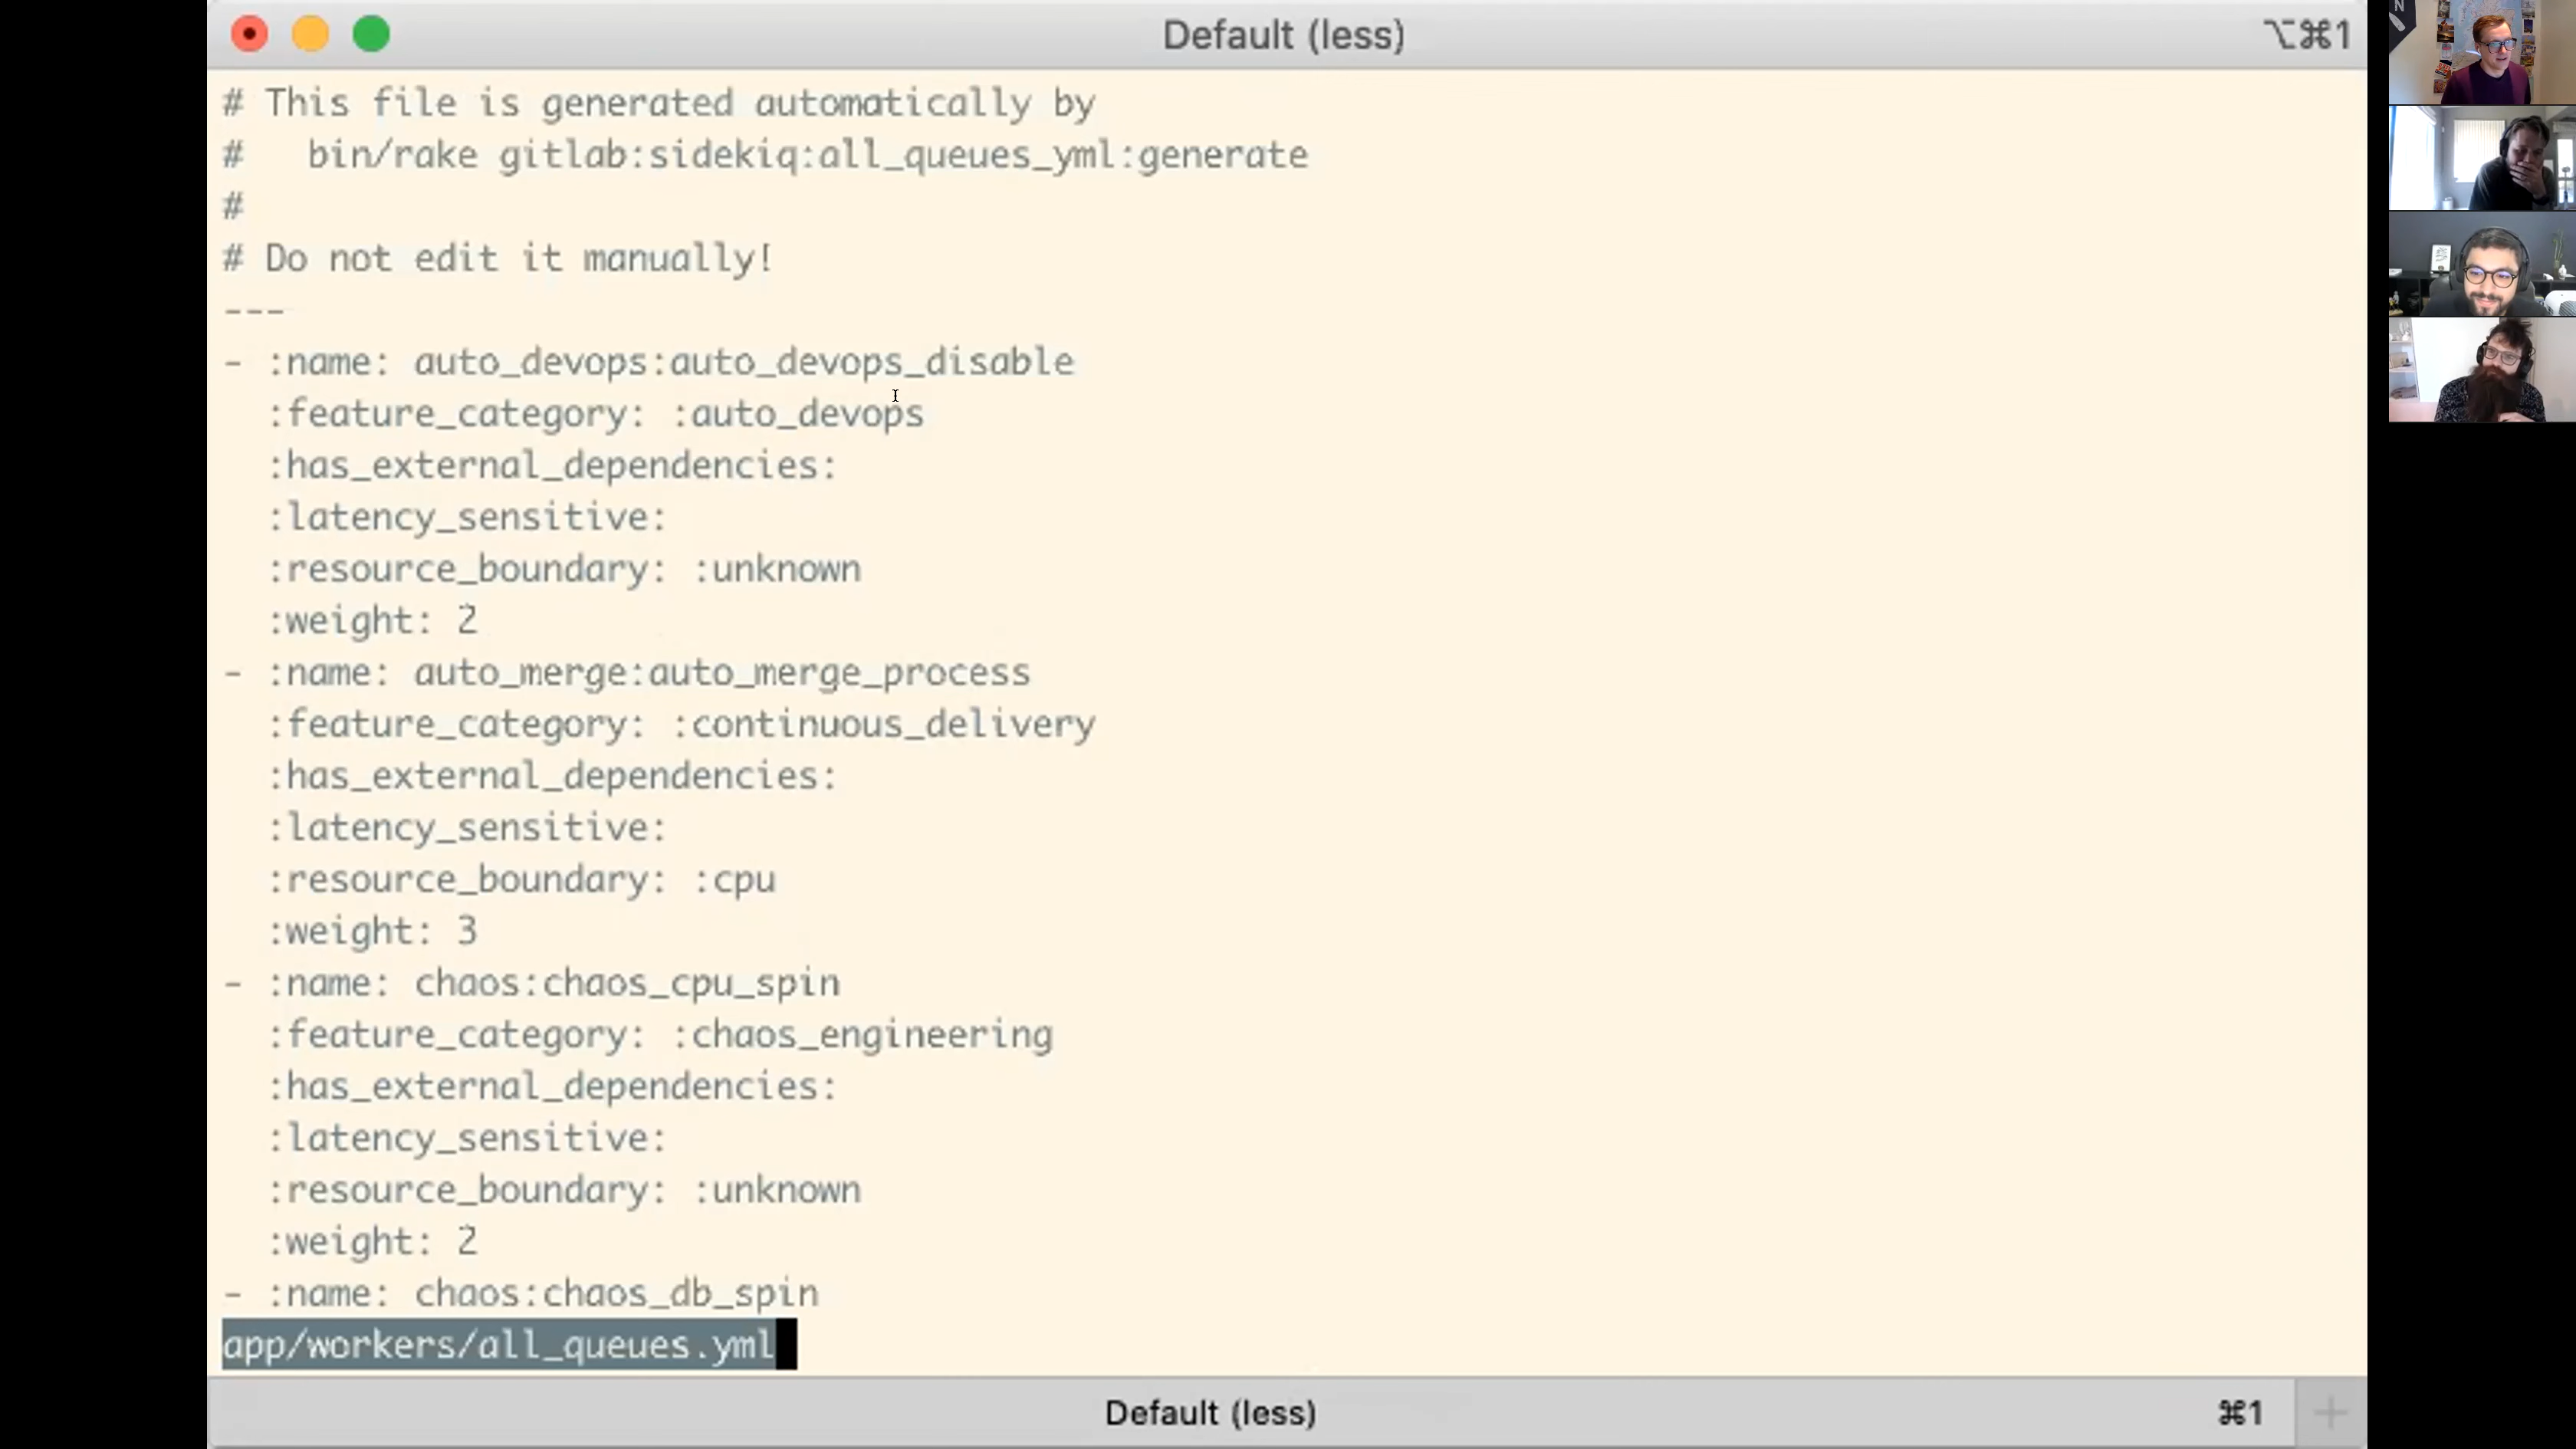 Default (less)
⌥⌘1
# This file is generated automatically by
#   bin/rake gitlab:sidekiq:all_queues_yml:generate
#
# Do not edit it manually!
---
- :name: auto_devops:auto_devops_disable
  :feature_category: :auto_devops
  :has_external_dependencies:
  :latency_sensitive:
  :resource_boundary: :unknown
  :weight: 2
- :name: auto_merge:auto_merge_process
  :feature_category: :continuous_delivery
  :has_external_dependencies:
  :latency_sensitive:
  :resource_boundary: :cpu
  :weight: 3
- :name: chaos:chaos_cpu_spin
  :feature_category: :chaos_engineering
  :has_external_dependencies:
  :latency_sensitive:
  :resource_boundary: :unknown
  :weight: 2
- :name: chaos:chaos_db_spin
app/workers/all_queues.yml
Default (less)
⌘1
N